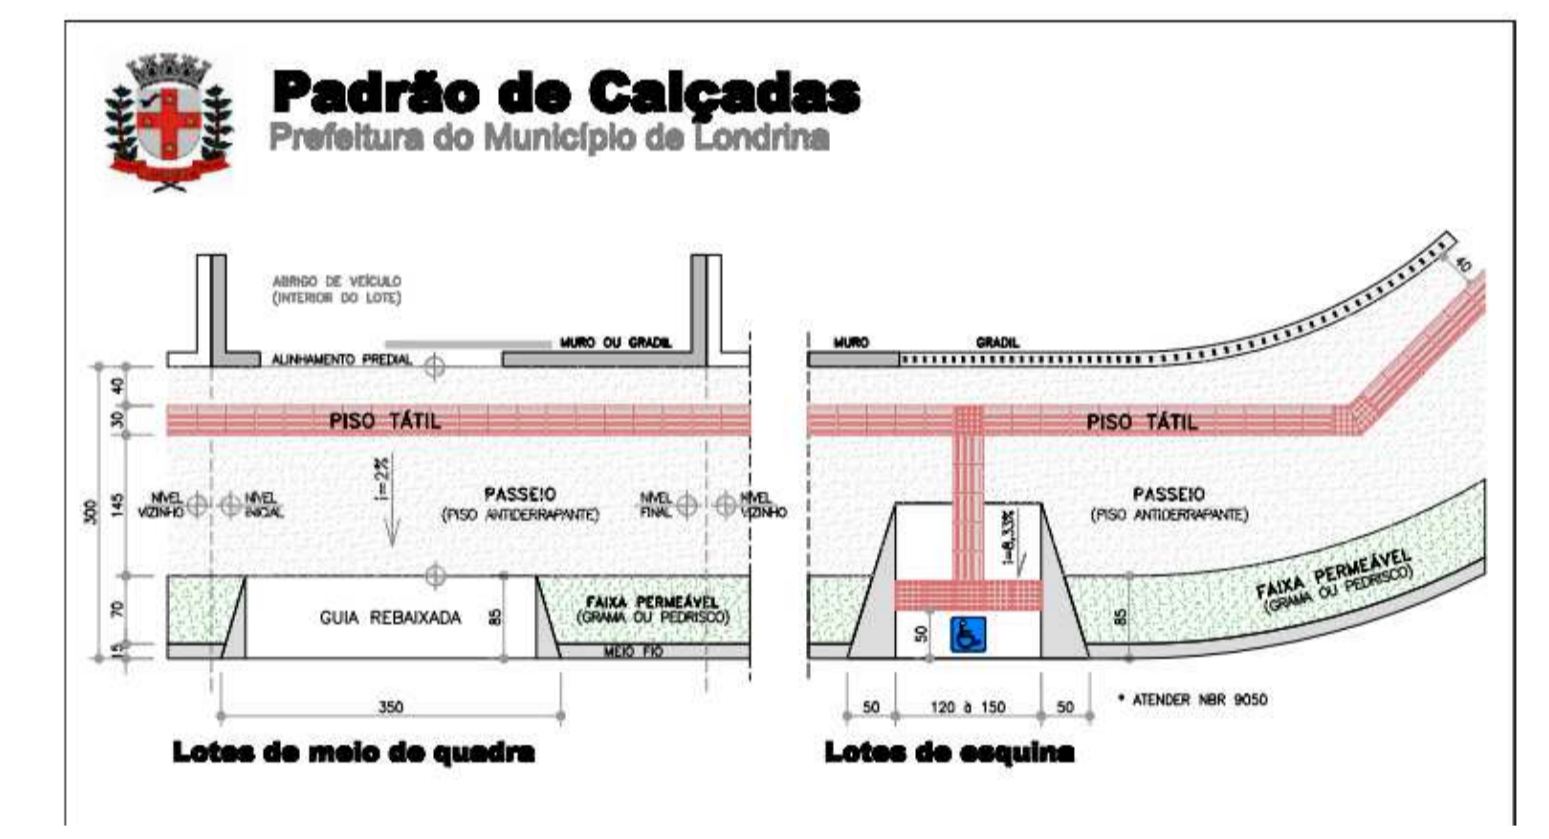 Padrão de Calçadas
Prefeitura do Município de Londrina
ABRIGO DE VEÍCULO
(INTERIOR DO LOTE)
MURO OU GRADIL
ALINHAMENTO PREDIAL
MURO
GRADIL
40
40
30
PISO TÁTIL
PISO TÁTIL
i=2%
300
145
NÍVEL
VIZINHO
NÍVEL
INICIAL
PASSEIO
(PISO ANTIDERRAPANTE)
NÍVEL
FINAL
NÍVEL
VIZINHO
PASSEIO
(PISO ANTIDERRAPANTE)
i=8,33%
70
GUIA REBAIXADA
85
FAIXA PERMEÁVEL
(GRAMA OU PEDRISCO)
50
85
FAIXA PERMEÁVEL
(GRAMA OU PEDRISCO)
15
MEIO FIO
350
50
120 à 150
50
* ATENDER NBR 9050
Lotes de meio de quadra
Lotes de esquina